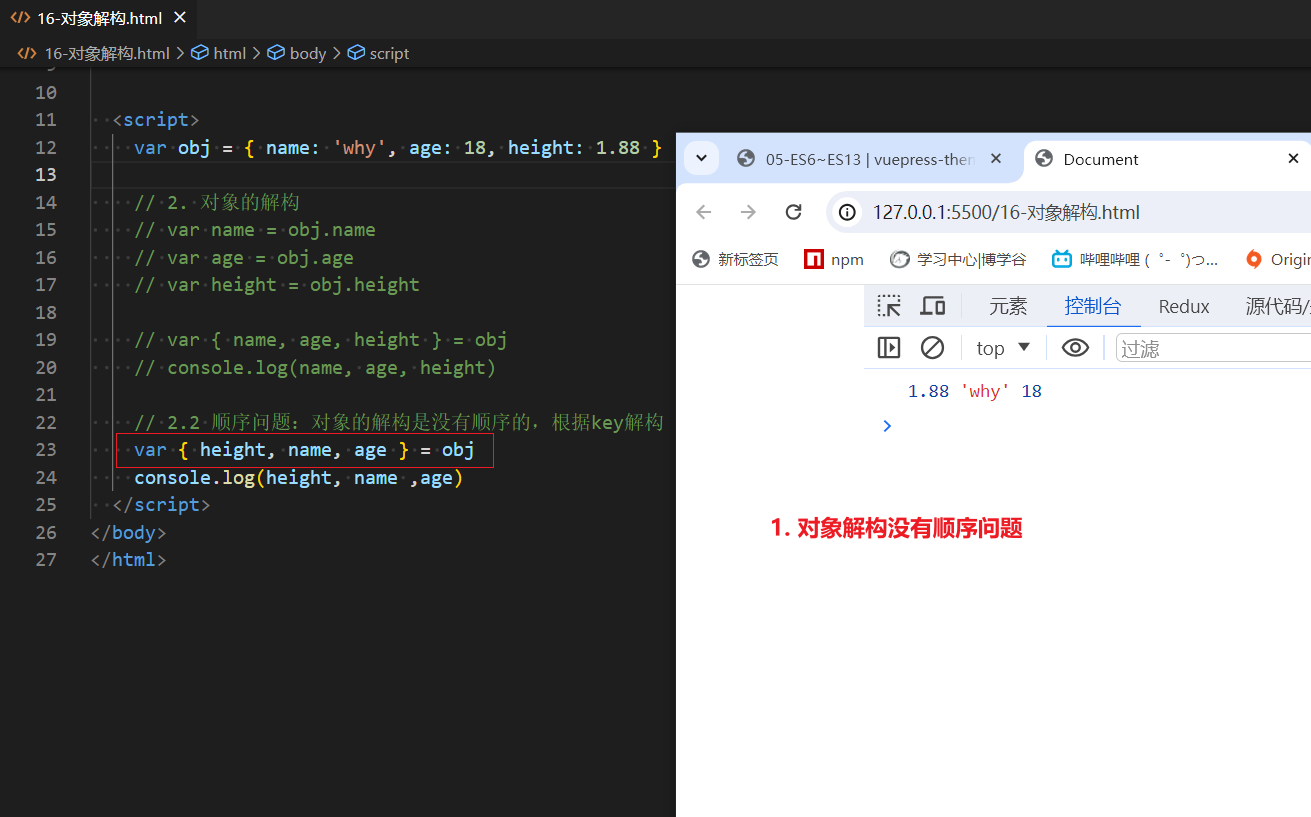 16-对象解构.html
16-对象解构.html > html > body > script
10
11 <script>
12 var obj = { name: 'why', age: 18, height: 1.88 }
13
14 // 2. 对象的解构
15 // var name = obj.name
16 // var age = obj.age
17 // var height = obj.height
18
19 // var { name, age, height } = obj
20 // console.log(name, age, height)
21
22 // 2.2 顺序问题: 对象的解构是没有顺序的, 根据key解构
23 var { height, name, age } = obj
24 console.log(height, name ,age)
25 </script>
26 </body>
27 </html>
05-ES6~ES13 | vuepress-then
Document
127.0.0.1:5500/16-对象解构.html
新标签页 npm 学习中心|博学谷 哔哩哔哩 ( ゜- ゜)つ... Origin
元素 控制台 Redux 源代码/
top ▼ 过滤
1.88 'why' 18
>
1. 对象解构没有顺序问题